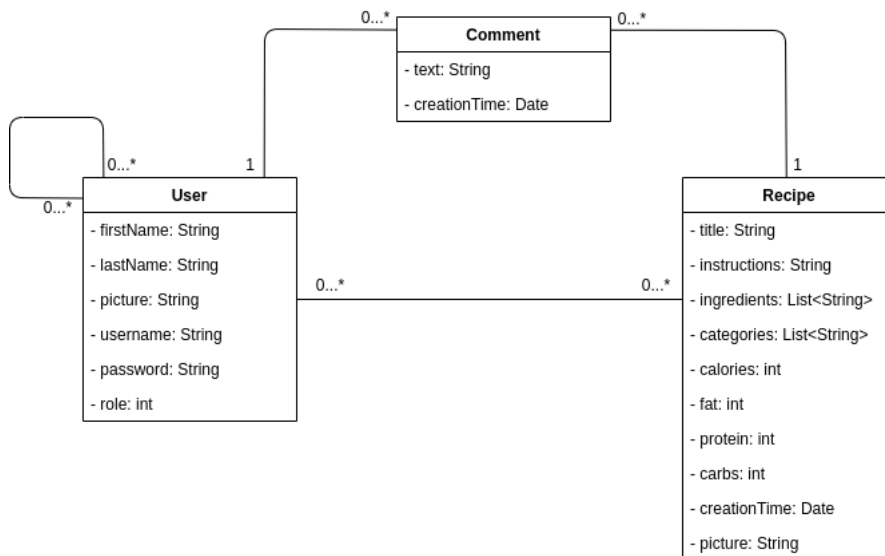 0...*
Comment
0...*
- text: String
- creationTime: Date
0...*
1
1
0...*
User
- firstName: String
- lastName: String
- picture: String
- username: String
- password: String
- role: int
0...*
0...*
Recipe
- title: String
- instructions: String
- ingredients: List<String>
- categories: List<String>
- calories: int
- fat: int
- protein: int
- carbs: int
- creationTime: Date
- picture: String